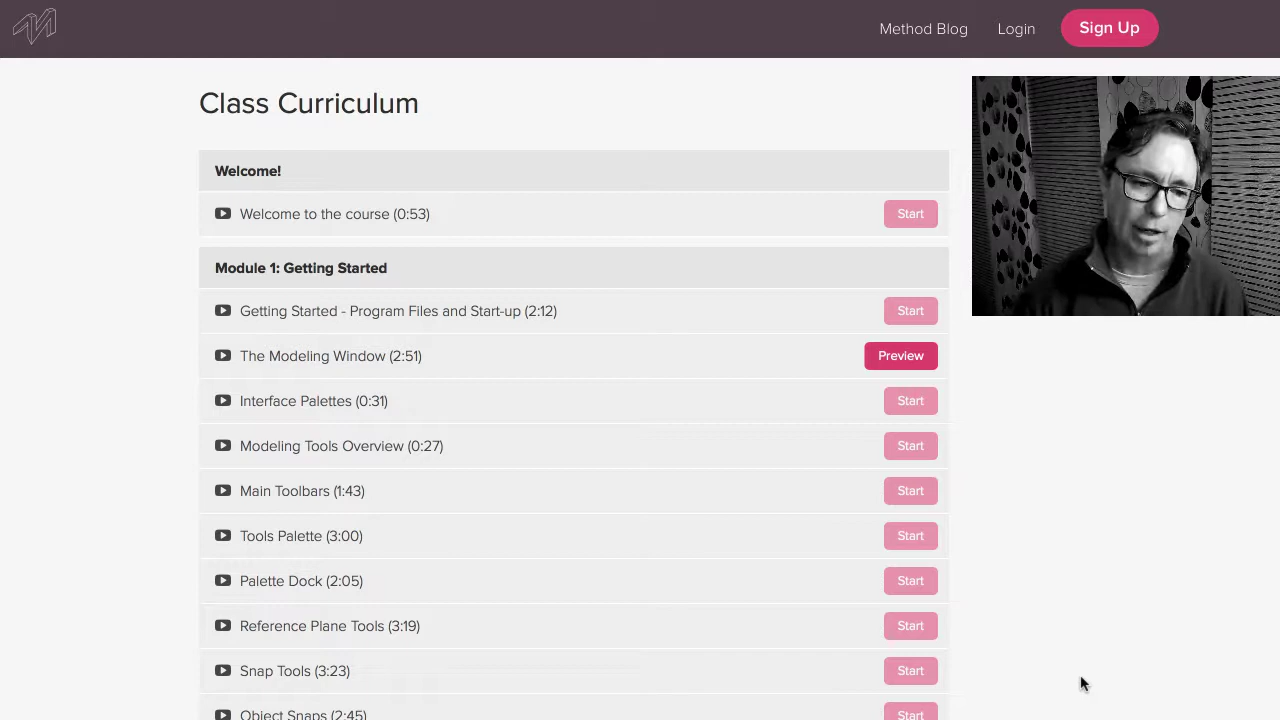 Method Blog
Login
Sign Up
Class Curriculum
Welcome!
Welcome to the course (0:53)
Start
Module 1: Getting Started
Getting Started - Program Files and Start-up (2:12)
Start
The Modeling Window (2:51)
Preview
Interface Palettes (0:31)
Start
Modeling Tools Overview (0:27)
Start
Main Toolbars (1:43)
Start
Tools Palette (3:00)
Start
Palette Dock (2:05)
Start
Reference Plane Tools (3:19)
Start
Snap Tools (3:23)
Start
Object Snaps (2:45)
Start